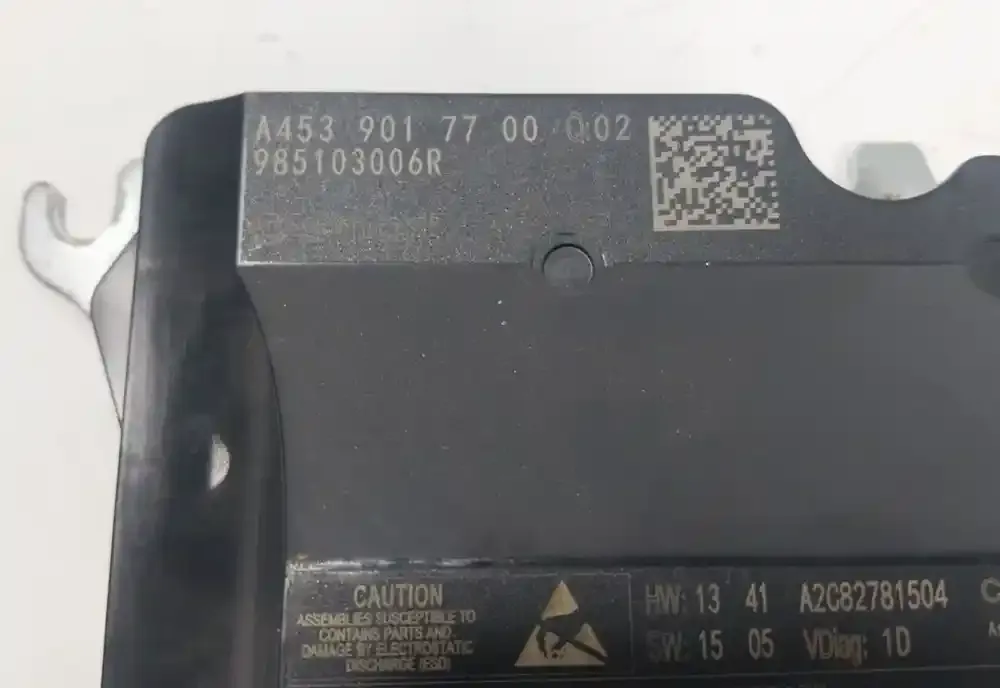 A453 901 77 00 Q02
985103006R
CAUTION
ASSEMBLIES SUSCEPTIBLE TO
CONTAINS PARTS AND
DAMAGE BY ELECTROSTATIC
DISCHARGE (ESD)
HW: 13 41 A2C82781504
SW: 15 05 VDiag: 1D